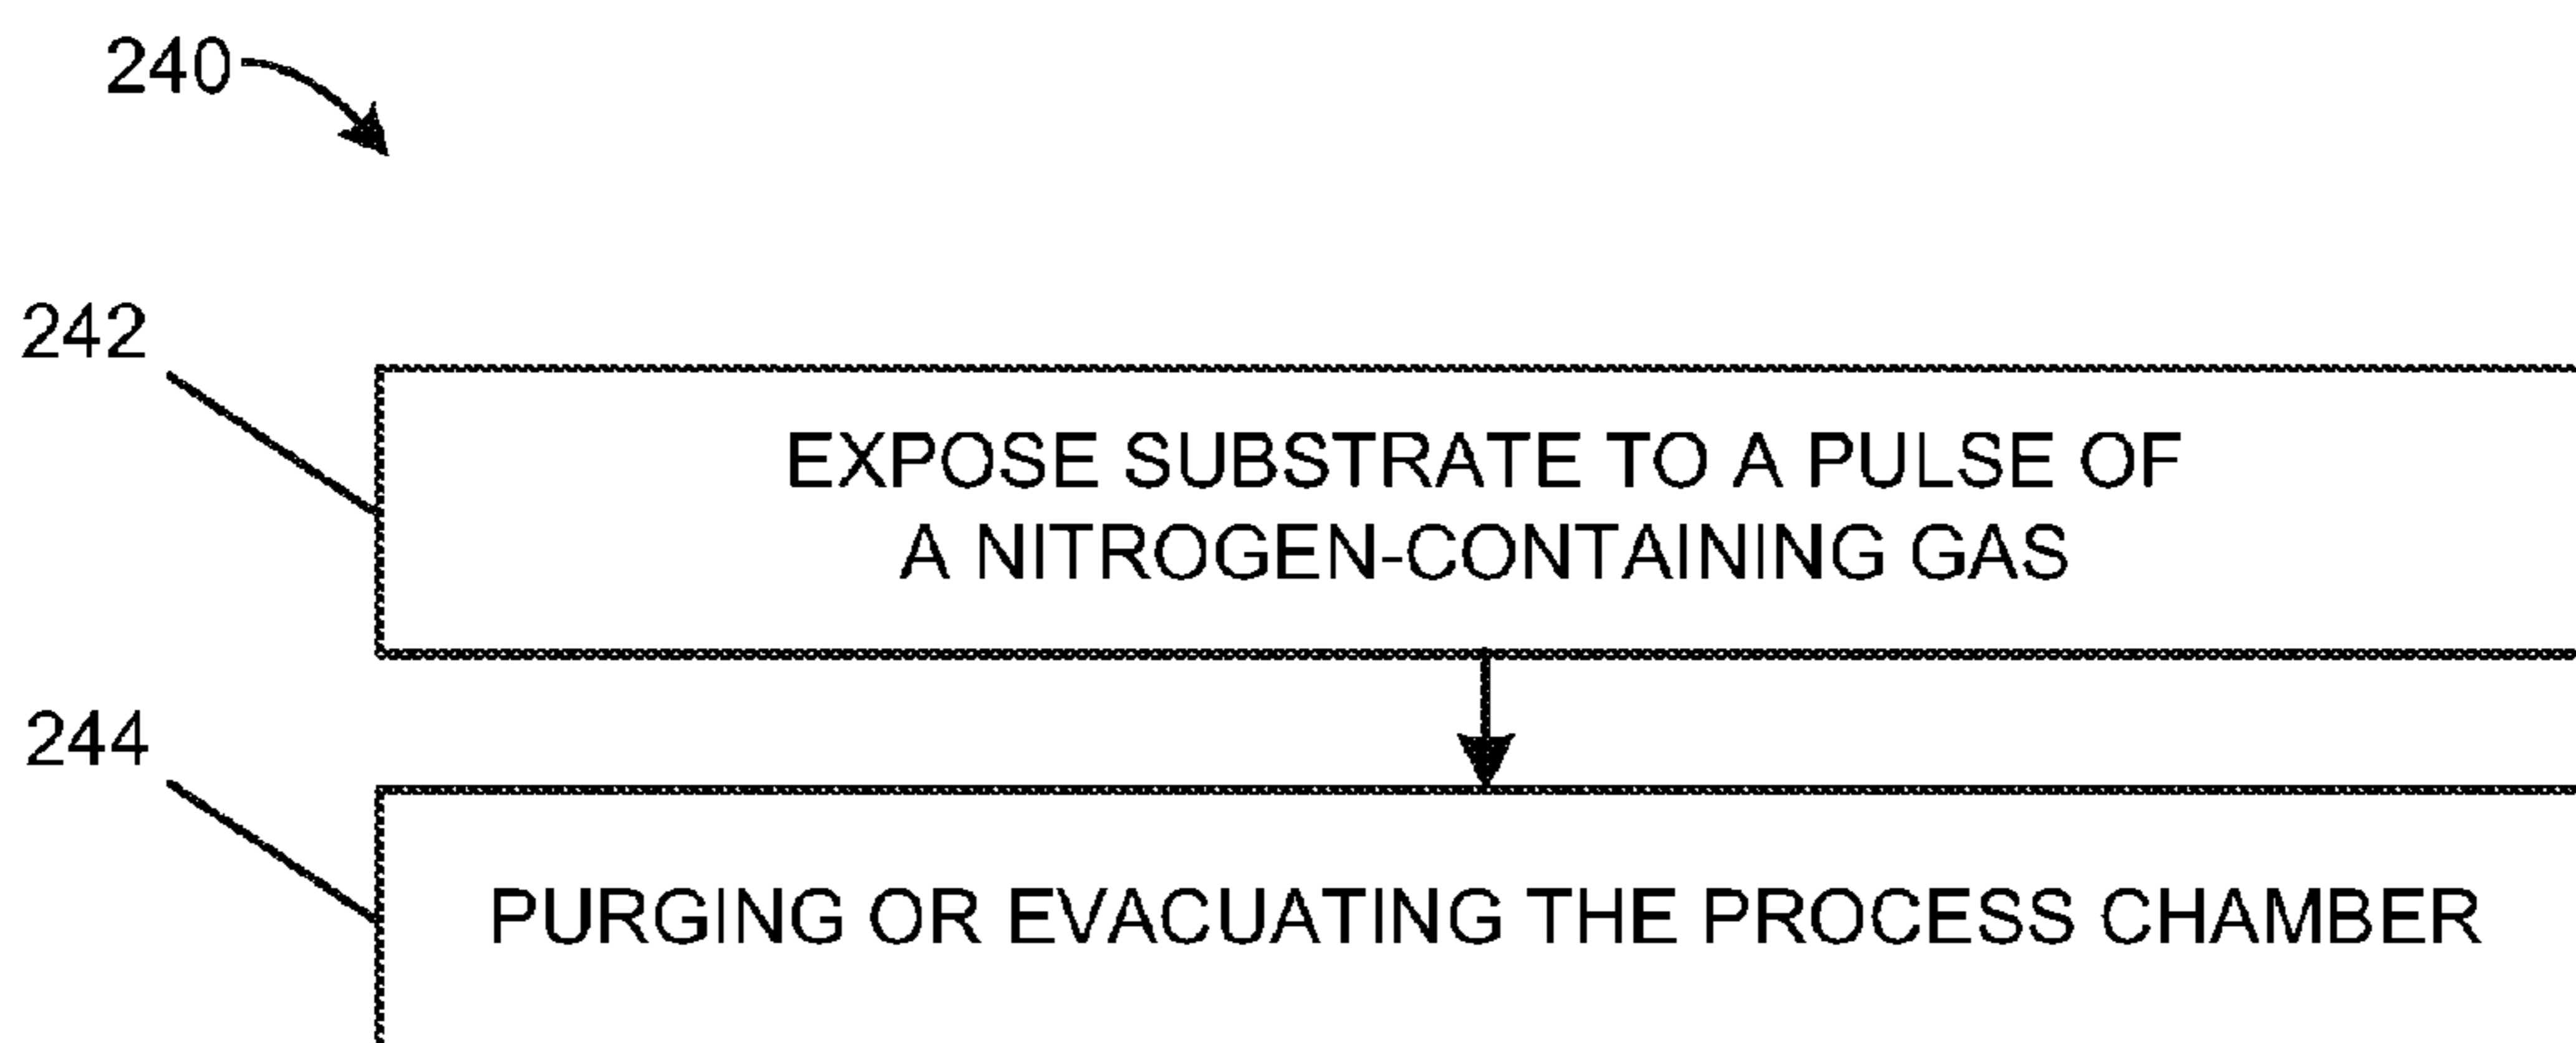 240
242
EXPOSE SUBSTRATE TO A PULSE OF
A NITROGEN-CONTAINING GAS
244
PURGING OR EVACUATING THE PROCESS CHAMBER